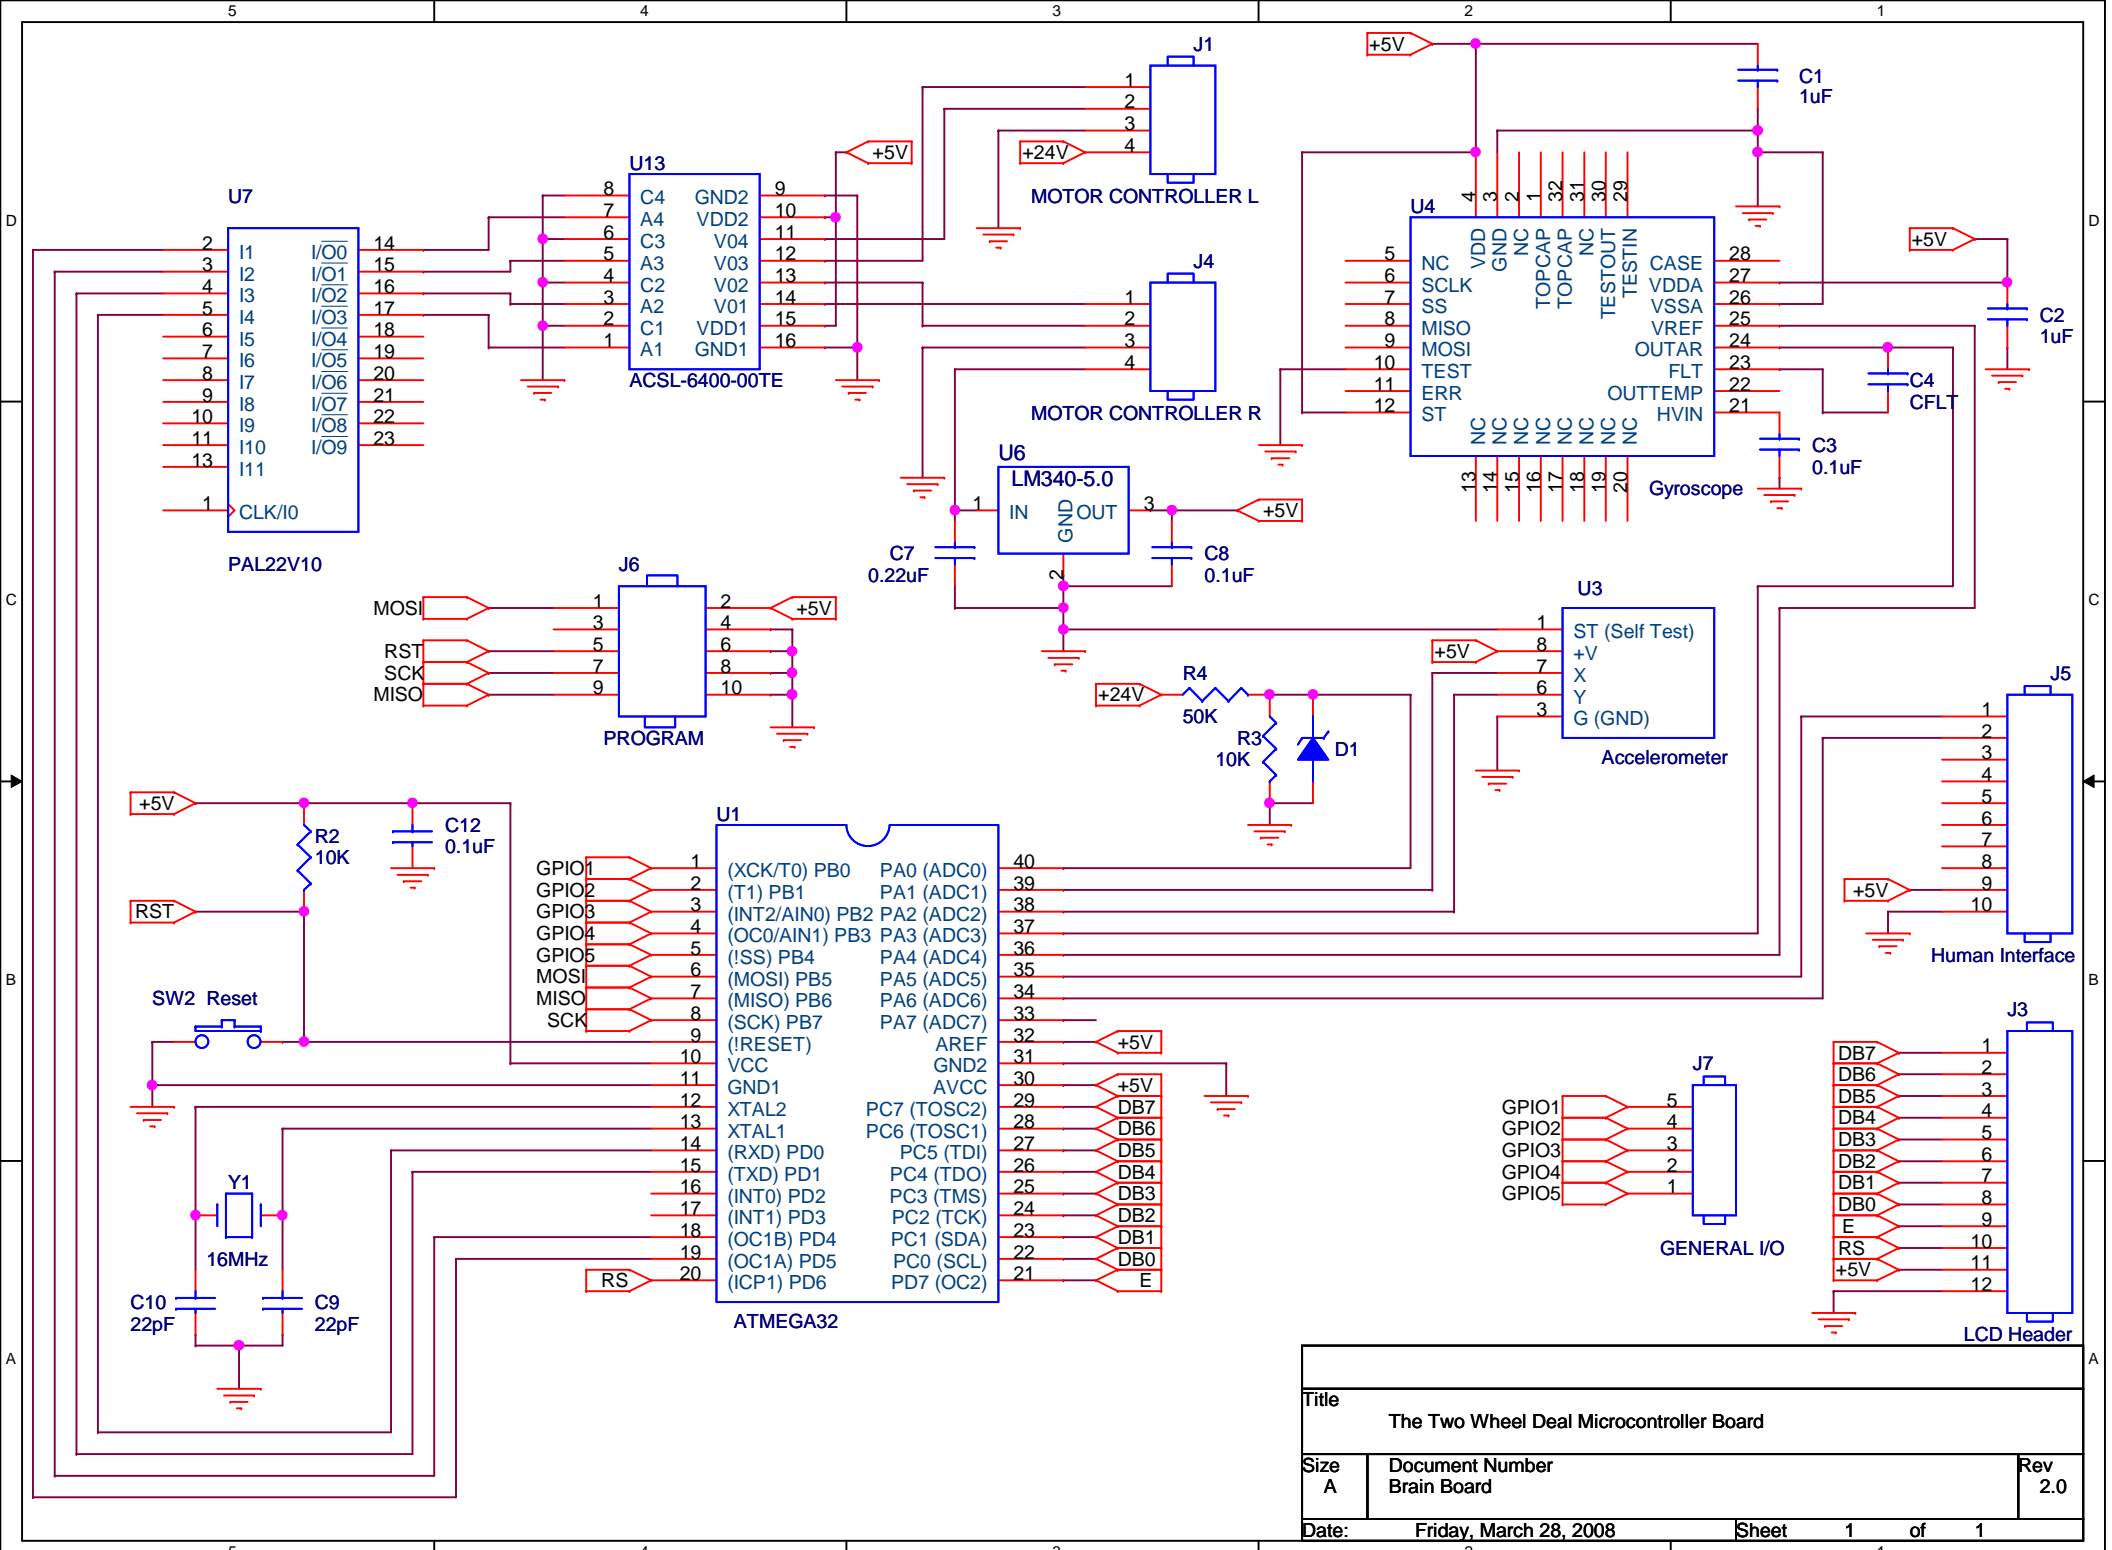 5 4 3 2 1
D
C
B
A
D
C
B
A
U7
2 I1
3 I2
4 I3
5 I4
6 I5
7 I6
8 I7
9 I8
10 I9
11 I10
13 I11
1 CLK/I0
I/O0 14
I/O1 15
I/O2 16
I/O3 17
I/O4 18
I/O5 19
I/O6 20
I/O7 21
I/O8 22
I/O9 23
PAL22V10
U13
8 C4 GND2 9
7 A4 VDD2 10
6 C3 V04 11
5 A3 V03 12
4 C2 V02 13
3 A2 V01 14
2 C1 VDD1 15
1 A1 GND1 16
ACSL-6400-00TE
+5V
J1
1
2
3
+24V 4
MOTOR CONTROLLER L
J4
1
2
3
4
MOTOR CONTROLLER R
+5V
C1
1uF
U4
4 3 2 1 32 31 30 29
VDD GND NC TOPCAP TOPCAP NC TESTOUT TESTIN
5 NC CASE 28
6 SCLK VDDA 27
7 SS VSSA 26
8 MISO VREF 25
9 MOSI OUTAR 24
10 TEST FLT 23
11 ERR OUTTEMP 22
12 ST HVIN 21
NC NC NC NC NC NC NC NC
13 14 15 16 17 18 19 20
Gyroscope
+5V
C2
1uF
C4
CFLT
C3
0.1uF
U6
LM340-5.0
1 IN GND OUT 3 +5V
2
C7
0.22uF
C8
0.1uF
J6
MOSI 1 2 +5V
3 4
RST 5 6
SCK 7 8
MISO 9 10
PROGRAM
U3
1 ST (Self Test)
+5V 8 +V
7 X
6 Y
3 G (GND)
Accelerometer
+24V
R4
50K
R3
10K
D1
J5
1
2
3
4
5
6
7
8
+5V 9
10
Human Interface
+5V
R2
10K
C12
0.1uF
RST
SW2 Reset
U1
GPIO1 1 (XCK/T0) PB0 PA0 (ADC0) 40
GPIO2 2 (T1) PB1 PA1 (ADC1) 39
GPIO3 3 (INT2/AIN0) PB2 PA2 (ADC2) 38
GPIO4 4 (OC0/AIN1) PB3 PA3 (ADC3) 37
GPIO5 5 (!SS) PB4 PA4 (ADC4) 36
MOSI 6 (MOSI) PB5 PA5 (ADC5) 35
MISO 7 (MISO) PB6 PA6 (ADC6) 34
SCK 8 (SCK) PB7 PA7 (ADC7) 33
9 (!RESET) AREF 32 +5V
10 VCC GND2 31
11 GND1 AVCC 30 +5V
12 XTAL2 PC7 (TOSC2) 29 DB7
13 XTAL1 PC6 (TOSC1) 28 DB6
14 (RXD) PD0 PC5 (TDI) 27 DB5
15 (TXD) PD1 PC4 (TDO) 26 DB4
16 (INT0) PD2 PC3 (TMS) 25 DB3
17 (INT1) PD3 PC2 (TCK) 24 DB2
18 (OC1B) PD4 PC1 (SDA) 23 DB1
19 (OC1A) PD5 PC0 (SCL) 22 DB0
RS 20 (ICP1) PD6 PD7 (OC2) 21 E
ATMEGA32
Y1
16MHz
C10
22pF
C9
22pF
J7
GPIO1 5
GPIO2 4
GPIO3 3
GPIO4 2
GPIO5 1
GENERAL I/O
J3
DB7 1
DB6 2
DB5 3
DB4 4
DB3 5
DB2 6
DB1 7
DB0 8
E 9
RS 10
+5V 11
12
LCD Header
Title
The Two Wheel Deal Microcontroller Board
Size Document Number Rev
A Brain Board 2.0
Date: Friday, March 28, 2008 Sheet 1 of 1